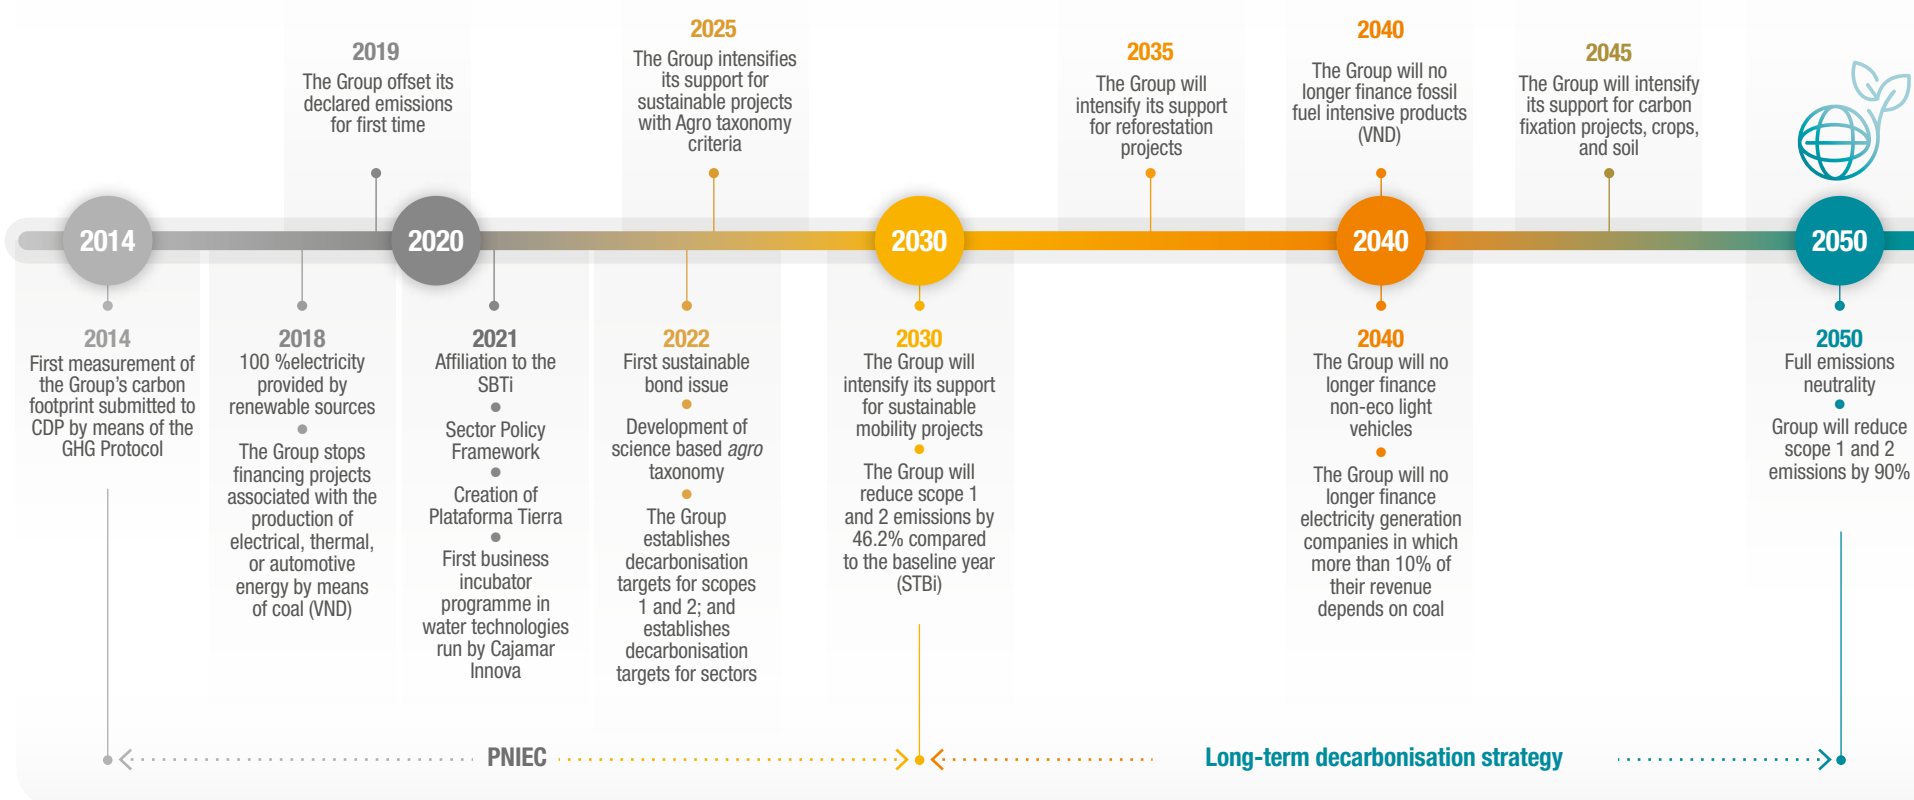 2019
The Group offset its
declared emissions
for first time
2025
The Group intensifies
its support for
sustainable projects
with Agro taxonomy
criteria
2035
The Group will
intensify its support
for reforestation
projects
2040
The Group will no
longer finance fossil
fuel intensive products
(VND)
2045
The Group will intensify
its support for carbon
fixation projects, crops,
and soil
2014
2020
2030
2040
2050
2014
First measurement of
the Group's carbon
footprint submitted to
CDP by means of the
GHG Protocol
2018
100 %electricity
provided by
renewable sources
The Group stops
financing projects
associated with the
production of
electrical, thermal,
or automotive
energy by means
of coal (VND)
2021
Affiliation to the
SBTi
Sector Policy
Framework
Creation of
Plataforma Tierra
First business
incubator
programme in
water technologies
run by Cajamar
Innova
2022
First sustainable
bond issue
Development of
science based agro
taxonomy
The Group
establishes
decarbonisation
targets for scopes
1 and 2; and
establishes
decarbonisation
targets for sectors
2030
The Group will
intensify its support
for sustainable
mobility projects
The Group will
reduce scope 1
and 2 emissions by
46.2% compared
to the baseline year
(STBi)
2040
The Group will no
longer finance
non-eco light
vehicles
The Group will no
longer finance
electricity generation
companies in which
more than 10% of
their revenue
depends on coal
2050
Full emissions
neutrality
Group will reduce
scope 1 and 2
emissions by 90%
PNIEC
Long-term decarbonisation strategy